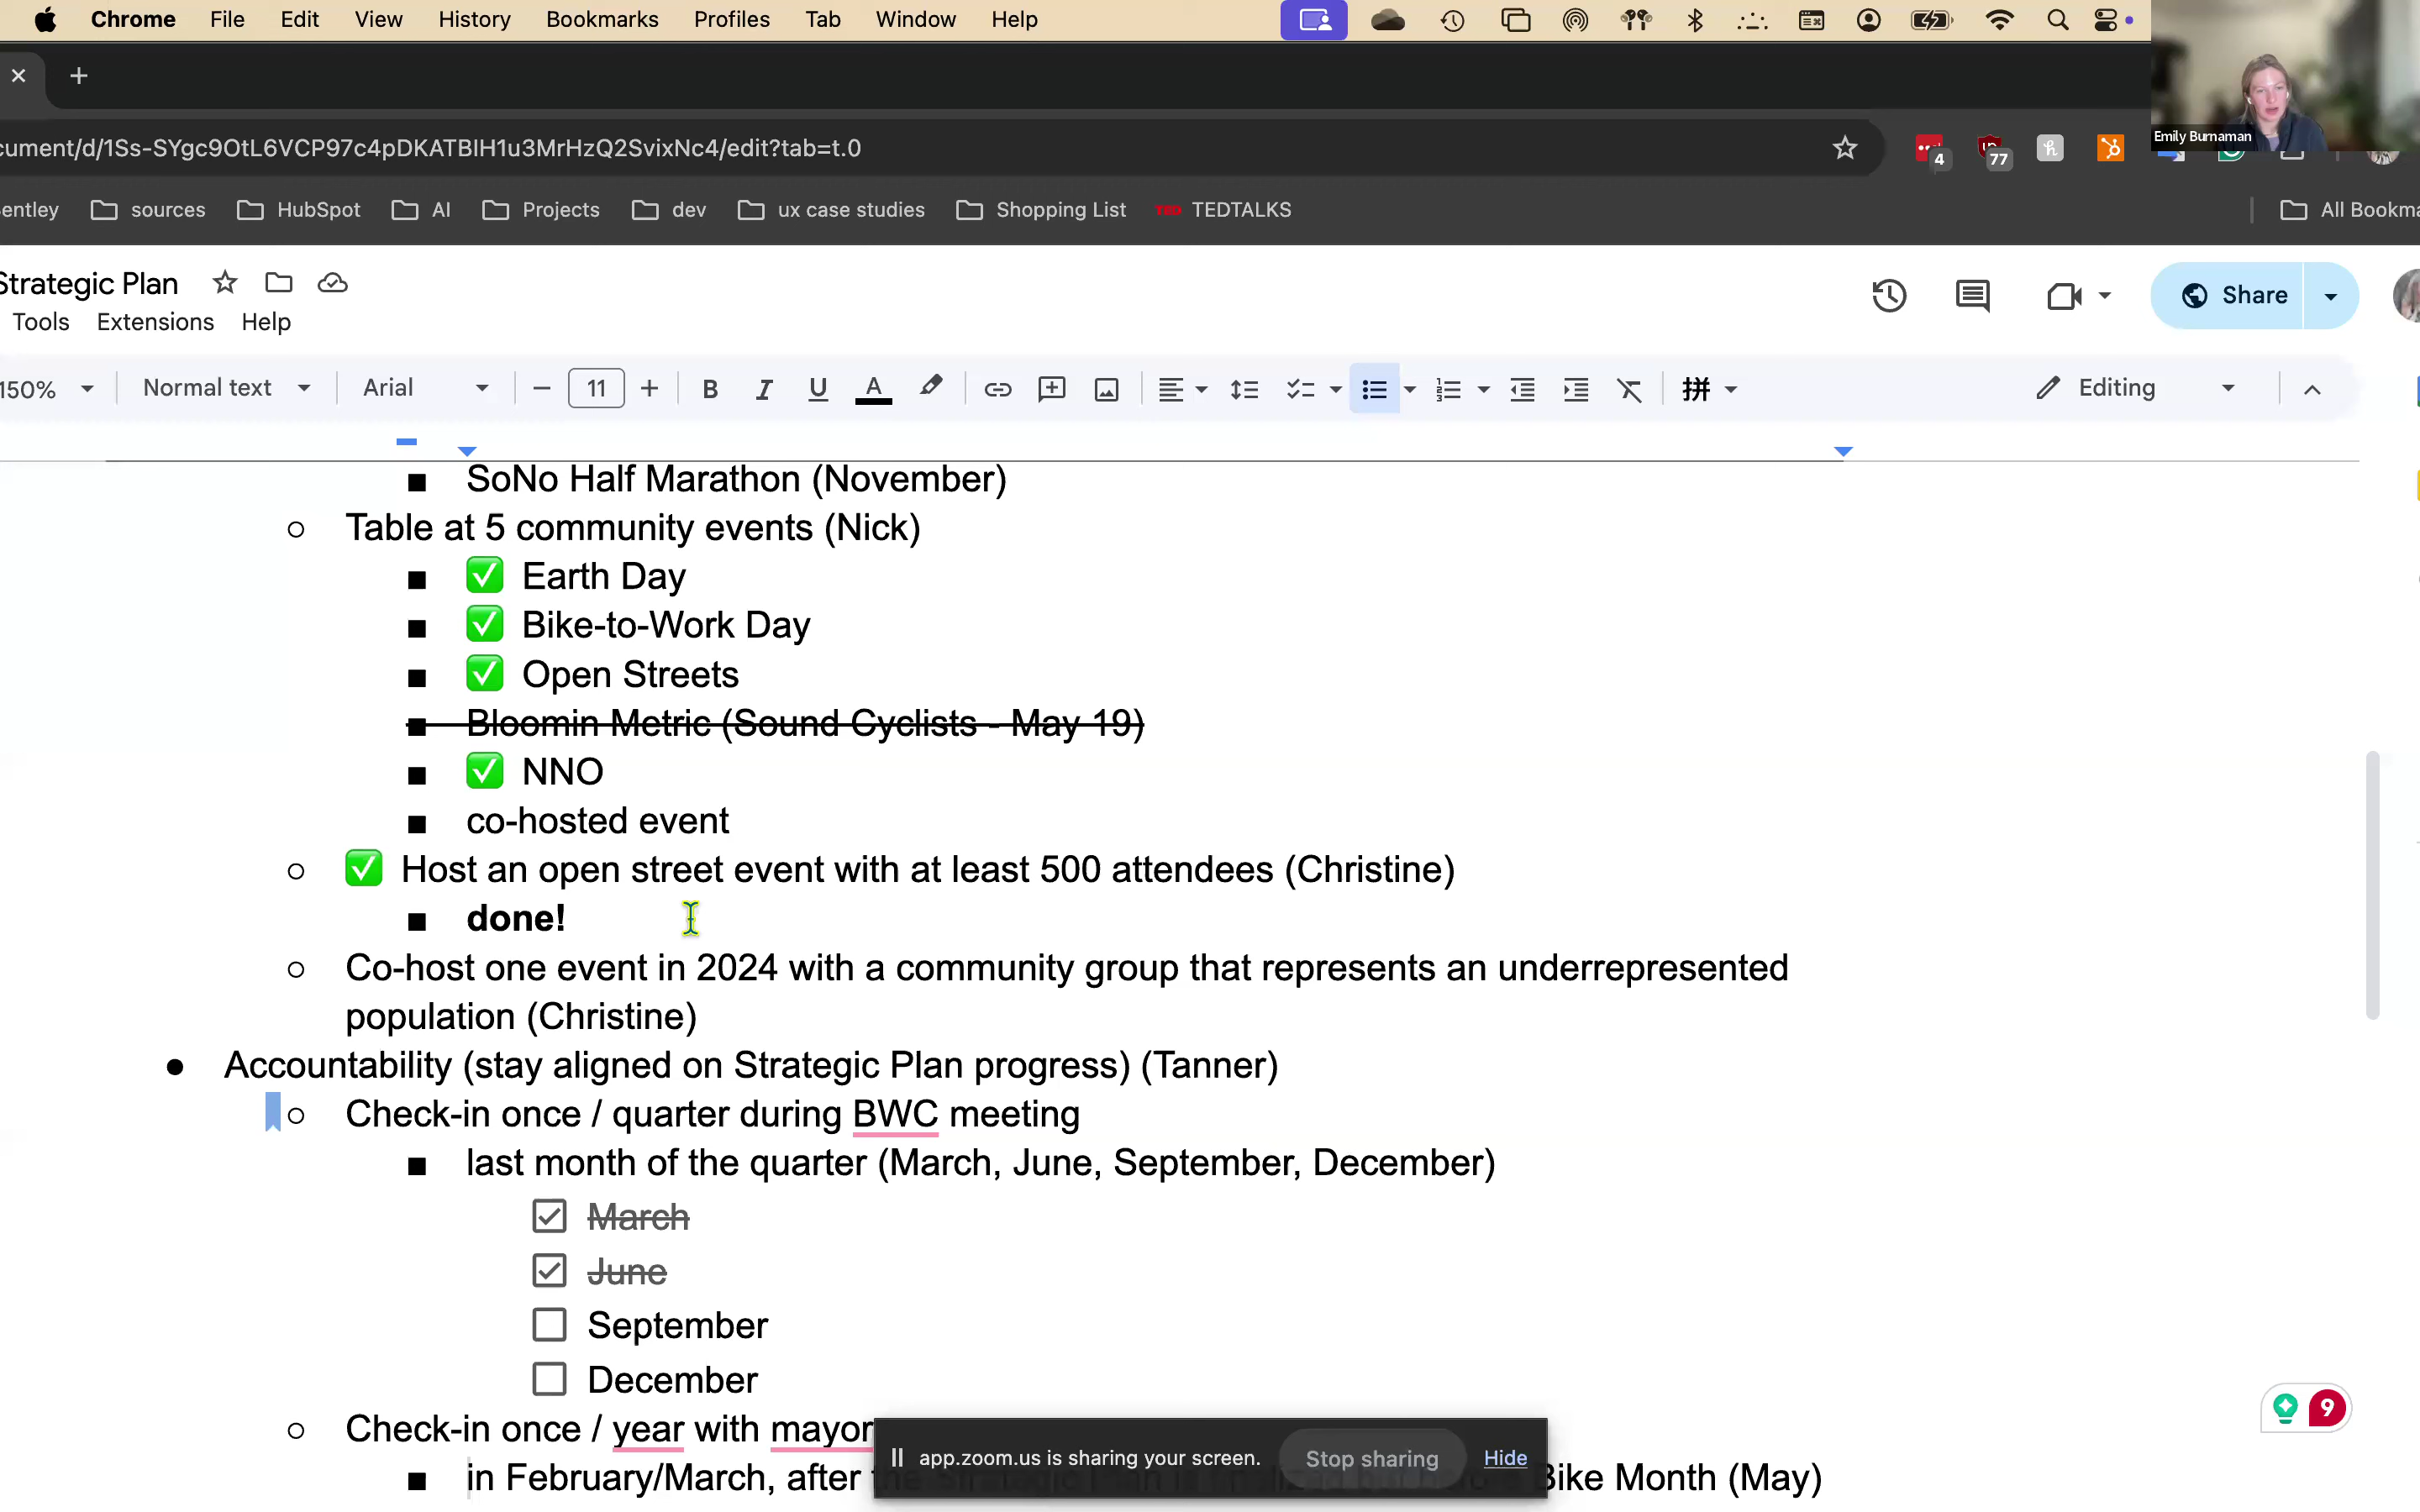 Chrome File Edit View History Bookmarks Profiles Tab Window Help
Emily Burnaman
cument/d/1Ss-SYgc9OtL6VCP97c4pDKATBIH1u3MrHzQ2SvixNc4/edit?tab=t.0
4
77
entley sources HubSpot AI Projects dev ux case studies Shopping List TED TEDTALKS All Bookma
Strategic Plan
Share
Tools Extensions Help
150% Normal text Arial 11 B I U A 拼 Editing
SoNo Half Marathon (November)
Table at 5 community events (Nick)
Earth Day
Bike-to-Work Day
Open Streets
Bloomin Metric (Sound Cyclists - May 19)
NNO
co-hosted event
Host an open street event with at least 500 attendees (Christine)
done!
Co-host one event in 2024 with a community group that represents an underrepresented
population (Christine)
Accountability (stay aligned on Strategic Plan progress) (Tanner)
Check-in once / quarter during BWC meeting
last month of the quarter (March, June, September, December)
March
June
September
December
Check-in once / year with mayor
app.zoom.us is sharing your screen. Stop sharing Hide
9
in February/March, after Bike Month (May)